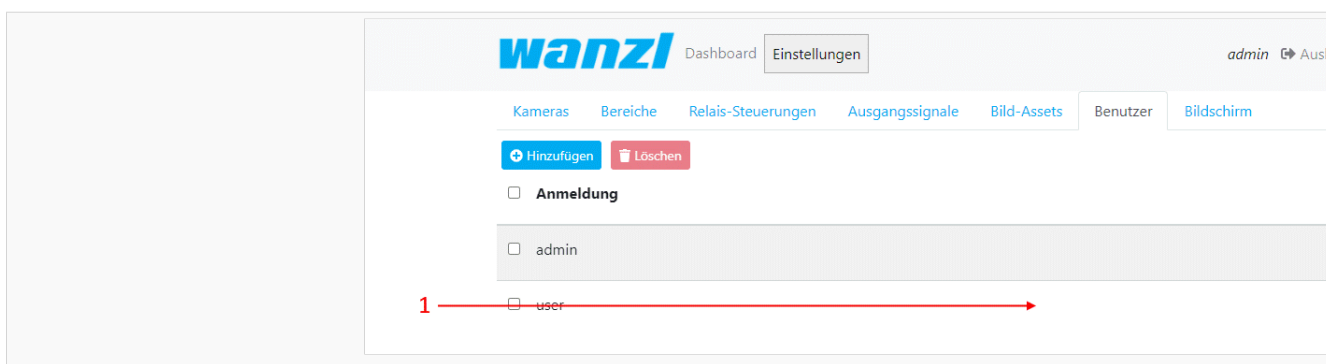 wanzl Dashboard Einstellungen admin Ausl
Kameras Bereiche Relais-Steuerungen Ausgangssignale Bild-Assets Benutzer Bildschirm
Hinzufügen Löschen
Anmeldung
admin
1 user